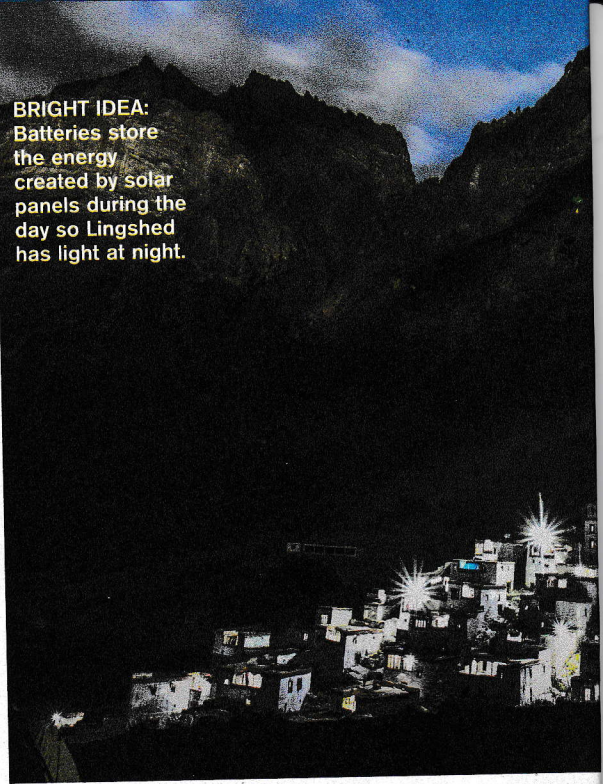 BRIGHT IDEA:
Batteries store
the energy
created by solar
panels during the
day so Lingshed
has light at night.